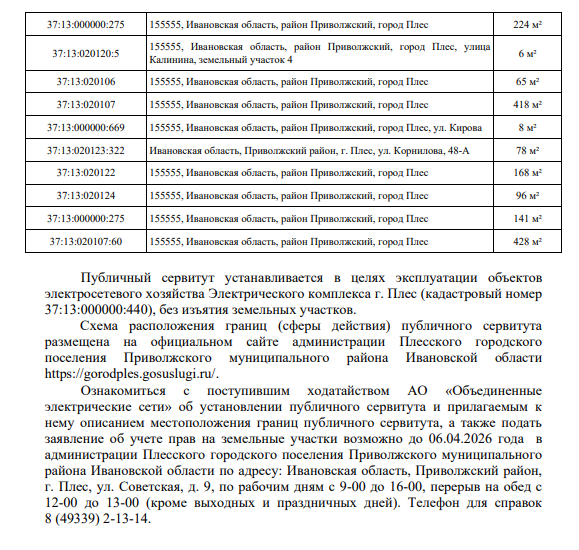 37:13:000000:275 155555, Ивановская область, район Приволжский, город Плес 224 м²
37:13:020120:5 155555, Ивановская область, район Приволжский, город Плес, улица
Калинина, земельный участок 4 6 м²
37:13:020106 155555, Ивановская область, район Приволжский, город Плес 65 м²
37:13:020107 155555, Ивановская область, район Приволжский, город Плес 418 м²
37:13:000000:669 155555, Ивановская область, район Приволжский, город Плес, ул. Кирова 8 м²
37:13:020123:322 Ивановская область, Приволжский район, г. Плес, ул. Корнилова, 48-А 78 м²
37:13:020122 155555, Ивановская область, район Приволжский, город Плес 168 м²
37:13:020124 155555, Ивановская область, район Приволжский, город Плес 96 м²
37:13:000000:275 155555, Ивановская область, район Приволжский, город Плес 141 м²
37:13:020107:60 155555, Ивановская область, район Приволжский, город Плес 428 м²
Публичный сервитут устанавливается в целях эксплуатации объектов
электросетевого хозяйства Электрического комплекса г. Плес (кадастровый номер
37:13:000000:440), без изъятия земельных участков.
Схема расположения границ (сферы действия) публичного сервитута
размещена на официальном сайте администрации Плесского городского
поселения Приволжского муниципального района Ивановской области
https://gorodples.gosuslugi.ru/.
Ознакомиться с поступившим ходатайством АО «Объединенные
электрические сети» об установлении публичного сервитута и прилагаемым к
нему описанием местоположения границ публичного сервитута, а также подать
заявление об учете прав на земельные участки возможно до 06.04.2026 года в
администрации Плесского городского поселения Приволжского муниципального
района Ивановской области по адресу: Ивановская область, Приволжский район,
г. Плес, ул. Советская, д. 9, по рабочим дням с 9-00 до 16-00, перерыв на обед с
12-00 до 13-00 (кроме выходных и праздничных дней). Телефон для справок
8 (49339) 2-13-14.